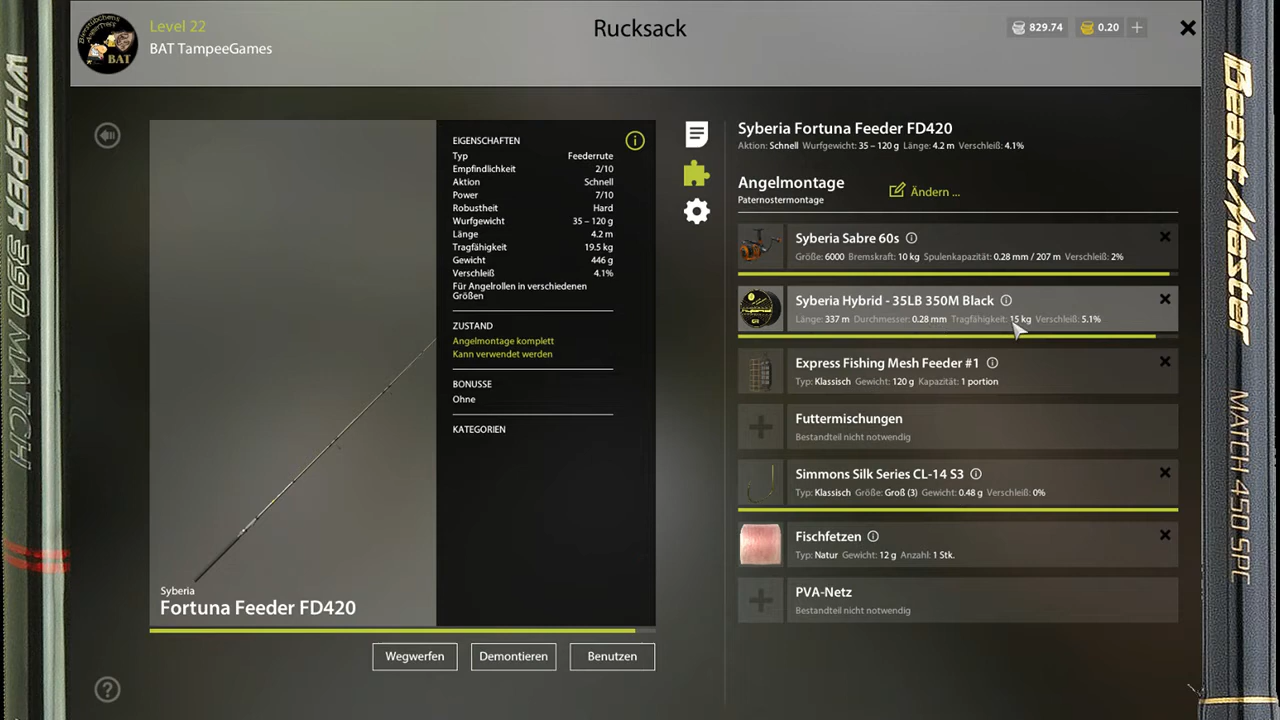 Level 22
BAT TampeeGames
Rucksack
829.74
0.20
BAT
WHISPER 390 MATCH
BeastMaster
MATCH 450 SPC
EIGENSCHAFTEN
Typ Feederrute
Empfindlichkeit 2/10
Aktion Schnell
Power 7/10
Robustheit Hard
Wurfgewicht 35 – 120 g
Länge 4.2 m
Tragfähigkeit 19.5 kg
Gewicht 446 g
Verschleiß 4.1%
Für Angelrollen in verschiedenen
Größen
ZUSTAND
Angelmontage komplett
Kann verwendet werden
BONUSSE
Ohne
KATEGORIEN
Syberia
Fortuna Feeder FD420
Wegwerfen
Demontieren
Benutzen
Syberia Fortuna Feeder FD420
Aktion: Schnell Wurfgewicht: 35 – 120 g Länge: 4.2 m Verschleiß: 4.1%
Angelmontage
Ändern ...
Paternostermontage
Syberia Sabre 60s
Größe: 6000 Bremskraft: 10 kg Spulenkapazität: 0.28 mm / 207 m Verschleiß: 2%
Syberia Hybrid - 35LB 350M Black
Länge: 337 m Durchmesser: 0.28 mm Tragfähigkeit: 15 kg Verschleiß: 5.1%
Express Fishing Mesh Feeder #1
Typ: Klassisch Gewicht: 120 g Kapazität: 1 portion
Futtermischungen
Bestandteil nicht notwendig
Simmons Silk Series CL-14 S3
Typ: Klassisch Größe: Groß (3) Gewicht: 0.48 g Verschleiß: 0%
Fischfetzen
Typ: Natur Gewicht: 12 g Anzahl: 1 Stk.
PVA-Netz
Bestandteil nicht notwendig